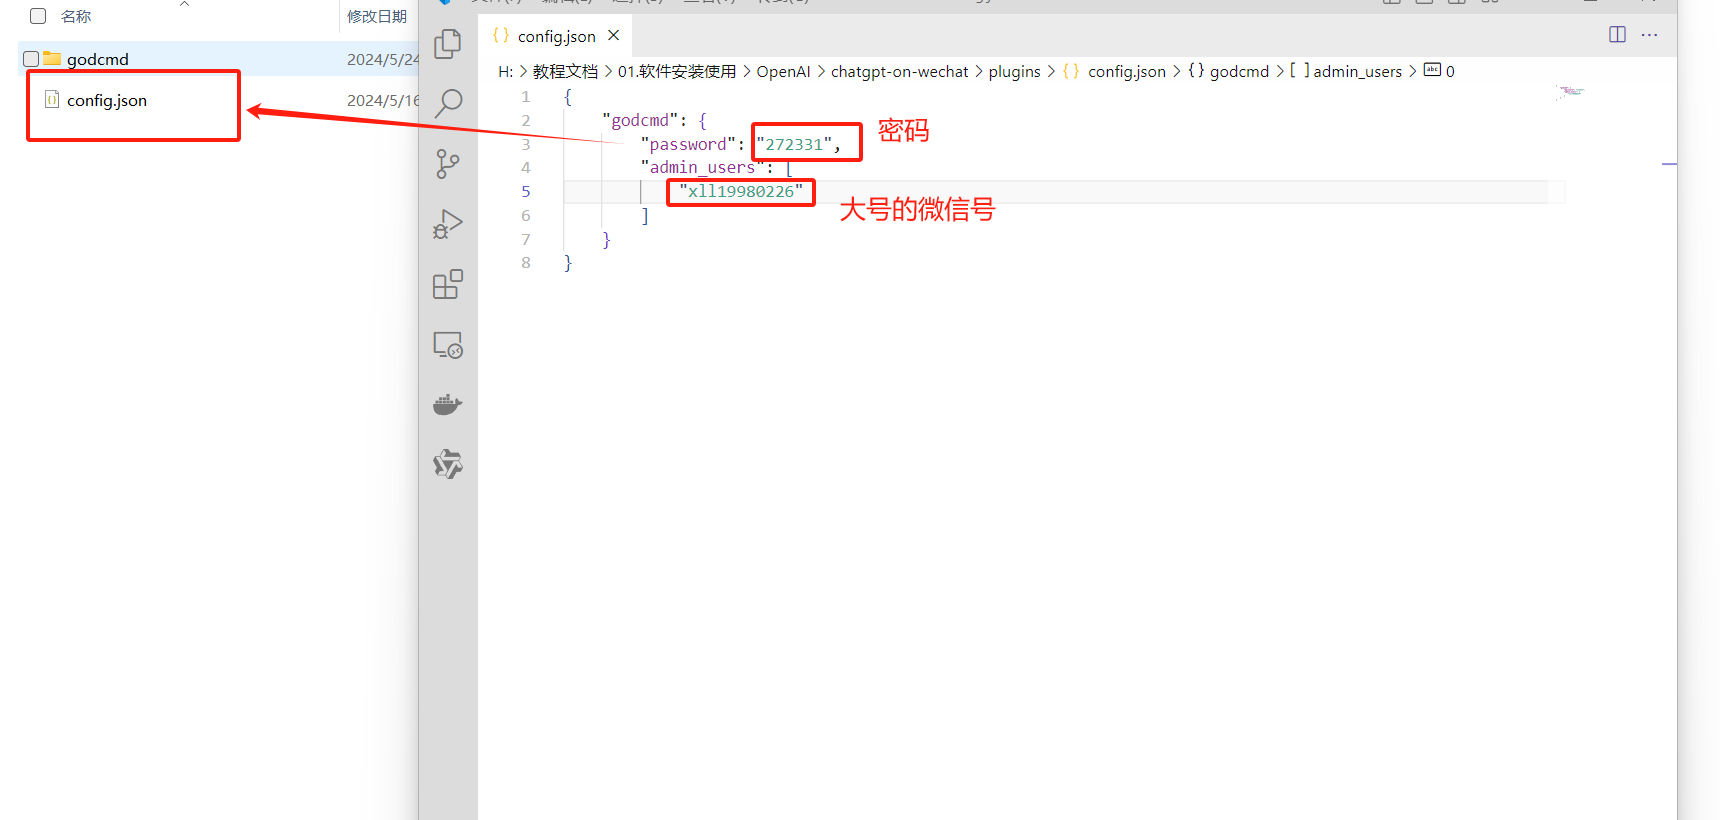 名称
修改日期
godcmd
2024/5/24
config.json
2024/5/16
config.json
H: > 教程文档 > 01.软件安装使用 > OpenAI > chatgpt-on-wechat > plugins > {} config.json > {} godcmd > [ ] admin_users > abc 0
1 {
2 "godcmd": {
3 "password": "272331",
密码
4 "admin_users": [
5 "xll19980226"
大号的微信号
6 ]
7 }
8 }